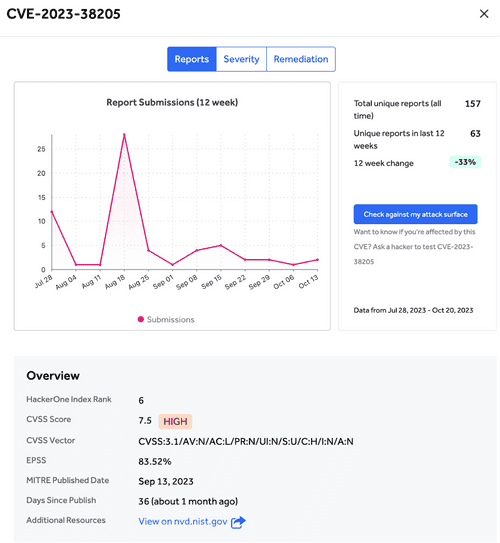 CVE-2023-38205
Reports Severity Remediation
Report Submissions (12 week)
25
20
15
10
5
0
Jul 28 Aug 04 Aug 11 Aug 18 Aug 25 Sep 01 Sep 08 Sep 15 Sep 22 Sep 29 Oct 06 Oct 13
Submissions
Total unique reports (all 157
time)
Unique reports in last 12 63
weeks
12 week change -33%
Check against my attack surface
Want to know if you're affected by this
CVE? Ask a hacker to test CVE-2023-
38205
Data from Jul 28, 2023 - Oct 20, 2023
Overview
HackerOne Index Rank 6
CVSS Score 7.5 HIGH
CVSS Vector CVSS:3.1/AV:N/AC:L/PR:N/UI:N/S:U/C:H/I:N/A:N
EPSS 83.52%
MITRE Published Date Sep 13, 2023
Days Since Publish 36 (about 1 month ago)
Additional Resources View on nvd.nist.gov